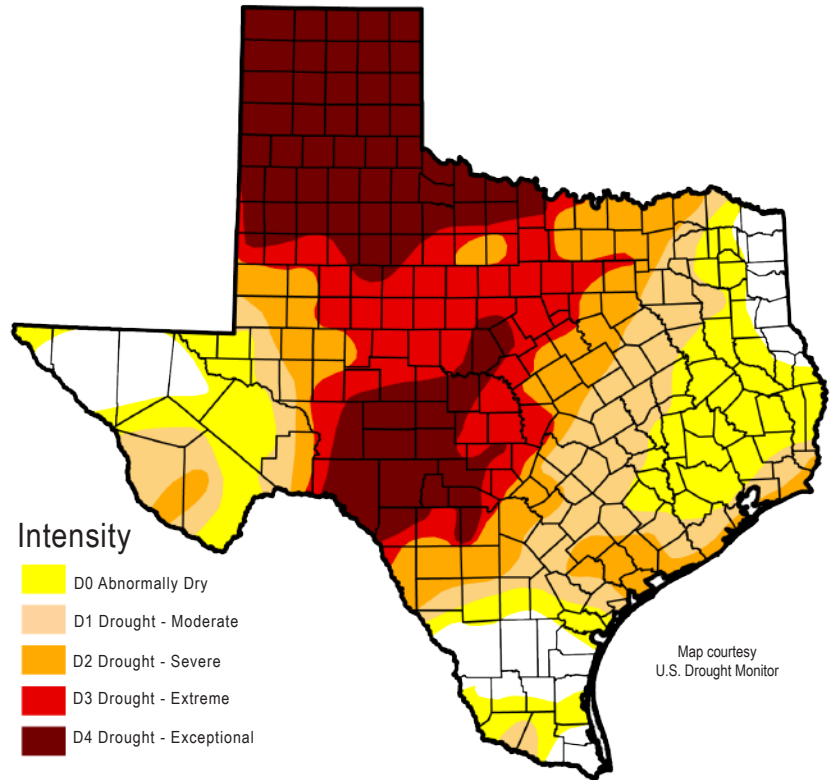 Intensity
D0 Abnormally Dry
D1 Drought - Moderate
D2 Drought - Severe
D3 Drought - Extreme
D4 Drought - Exceptional
Map courtesy
U.S. Drought Monitor